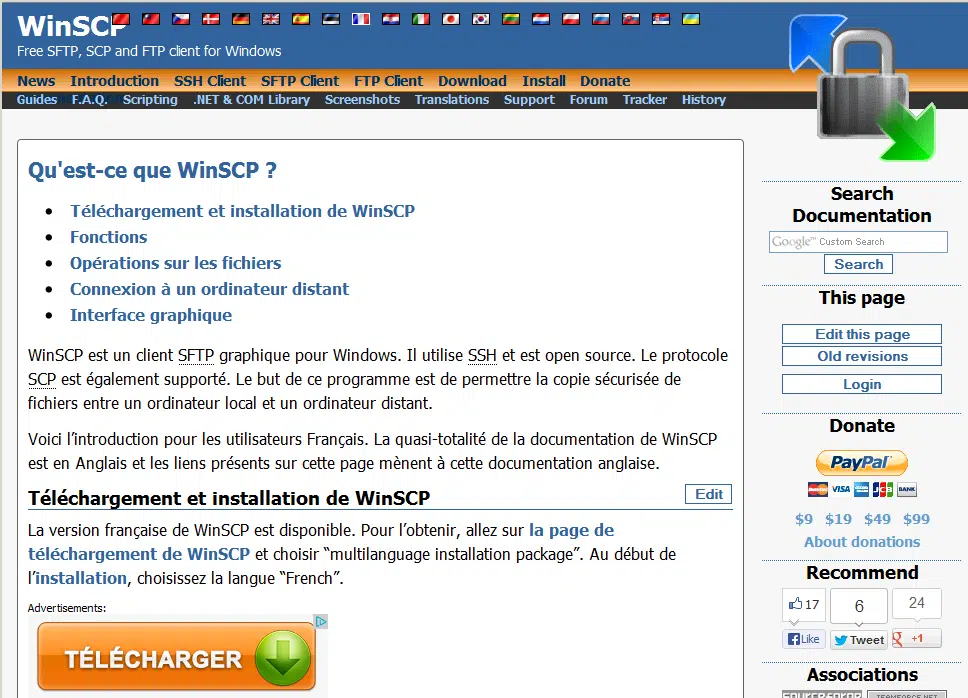 WinSCP
Free SFTP, SCP and FTP client for Windows
News Introduction SSH Client SFTP Client FTP Client Download Install Donate
Guides F.A.Q. Scripting .NET & COM Library Screenshots Translations Support Forum Tracker History
Qu'est-ce que WinSCP ?
Téléchargement et installation de WinSCP
Fonctions
Opérations sur les fichiers
Connexion à un ordinateur distant
Interface graphique
WinSCP est un client SFTP graphique pour Windows. Il utilise SSH et est open source. Le protocole
SCP est également supporté. Le but de ce programme est de permettre la copie sécurisée de
fichiers entre un ordinateur local et un ordinateur distant.
Voici l’introduction pour les utilisateurs Français. La quasi-totalité de la documentation de WinSCP
est en Anglais et les liens présents sur cette page mènent à cette documentation anglaise.
Téléchargement et installation de WinSCP
Edit
La version française de WinSCP est disponible. Pour l’obtenir, allez sur la page de
téléchargement de WinSCP et choisir “multilanguage installation package”. Au début de
l’installation, choisissez la langue “French”.
Advertisements:
TÉLÉCHARGER
Search
Documentation
Google™ Custom Search
Search
This page
Edit this page
Old revisions
Login
Donate
PayPal
MasterCard VISA JCB BANK
$9 $19 $49 $99
About donations
Recommend
17 6 24
Like Tweet +1
Associations
SOURCEFORGE TEAMFORGE.NET